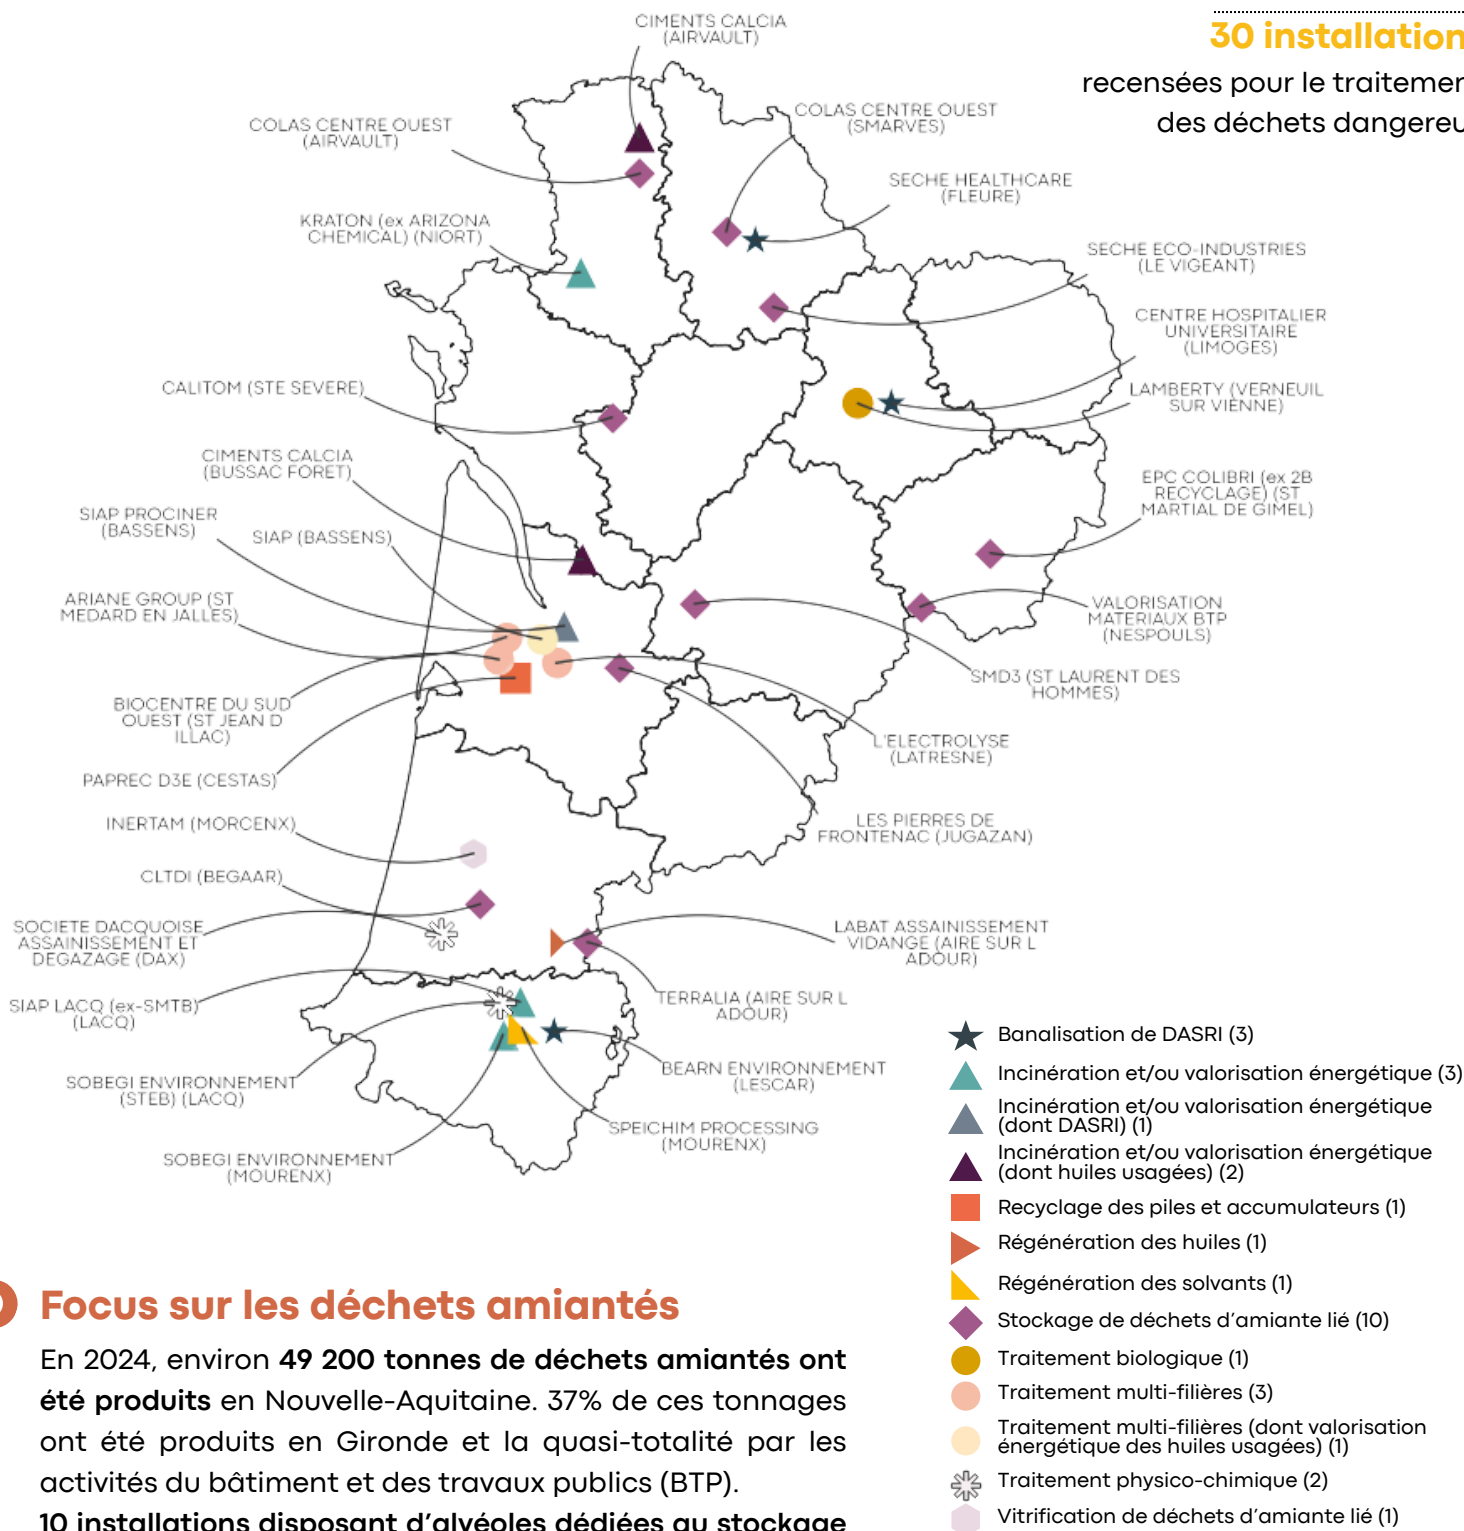 CIMENTS CALCIA
(AIRVAULT)
30 installation
recensées pour le traitemen
des déchets dangereu
COLAS CENTRE OUEST
(SMARVES)
COLAS CENTRE OUEST
(AIRVAULT)
SECHE HEALTHCARE
(FLEURE)
KRATON (ex ARIZONA
CHEMICAL) (NIORT)
SECHE ECO-INDUSTRIES
(LE VIGEANT)
CENTRE HOSPITALIER
UNIVERSITAIRE
(LIMOGES)
CALITOM (STE SEVERE)
LAMBERTY (VERNEUIL
SUR VIENNE)
CIMENTS CALCIA
(BUSSAC FORET)
EPC COLIBRI (ex 2B
RECYCLAGE) (ST
MARTIAL DE GIMEL)
SIAP PROCINER
(BASSENS)
SIAP (BASSENS)
ARIANE GROUP (ST
MEDARD EN JALLES)
VALORISATION
MATERIAUX BTP
(NESPOULS)
SMD3 (ST LAURENT DES
HOMMES)
BIOCENTRE DU SUD
OUEST (ST JEAN D
ILLAC)
L'ELECTROLYSE
(LATRESNE)
PAPREC D3E (CESTAS)
INERTAM (MORCENX)
LES PIERRES DE
FRONTENAC (JUGAZAN)
CLTDI (BEGAAR)
SOCIETE DACQUOISE
ASSAINISSEMENT ET
DEGAZAGE (DAX)
LABAT ASSAINISSEMENT
VIDANGE (AIRE SUR L
ADOUR)
SIAP LACQ (ex-SMTB)
(LACQ)
TERRALIA (AIRE SUR L
ADOUR)
SOBEGI ENVIRONNEMENT
(STEB) (LACQ)
BEARN ENVIRONNEMENT
(LESCAR)
SPEICHIM PROCESSING
(MOURENX)
SOBEGI ENVIRONNEMENT
(MOURENX)
Banalisation de DASRI (3)
Incinération et/ou valorisation énergétique (3)
Incinération et/ou valorisation énergétique
(dont DASRI) (1)
Incinération et/ou valorisation énergétique
(dont huiles usagées) (2)
Recyclage des piles et accumulateurs (1)
Régénération des huiles (1)
Régénération des solvants (1)
Stockage de déchets d'amiante lié (10)
Traitement biologique (1)
Traitement multi-filières (3)
Traitement multi-filières (dont valorisation
énergétique des huiles usagées) (1)
Traitement physico-chimique (2)
Vitrification de déchets d'amiante lié (1)
Focus sur les déchets amiantés
En 2024, environ 49 200 tonnes de déchets amiantés ont
été produits en Nouvelle-Aquitaine. 37% de ces tonnages
ont été produits en Gironde et la quasi-totalité par les
activités du bâtiment et des travaux publics (BTP).
10 installations disposant d'alvéoles dédiées au stockage